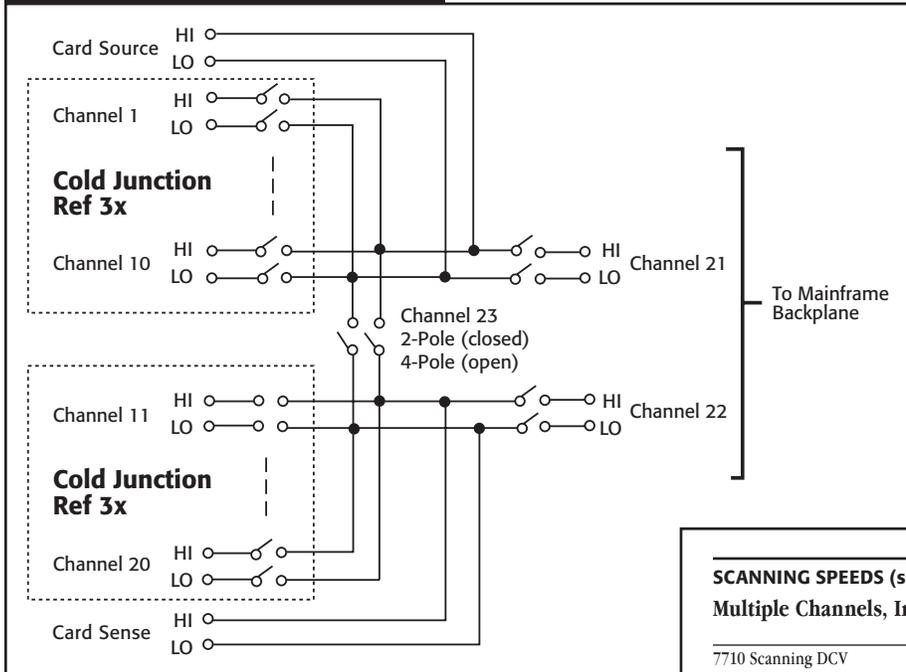 Card Source
HI
LO
Channel 1
HI
LO
Cold Junction
Ref 3x
Channel 10
HI
LO
HI
LO
Channel 21
To Mainframe
Backplane
Channel 23
2-Pole (closed)
4-Pole (open)
Channel 11
HI
LO
HI
LO
Channel 22
Cold Junction
Ref 3x
Channel 20
HI
LO
Card Sense
HI
LO
SCANNING SPEEDS (s
Multiple Channels, I
7710 Scanning DCV